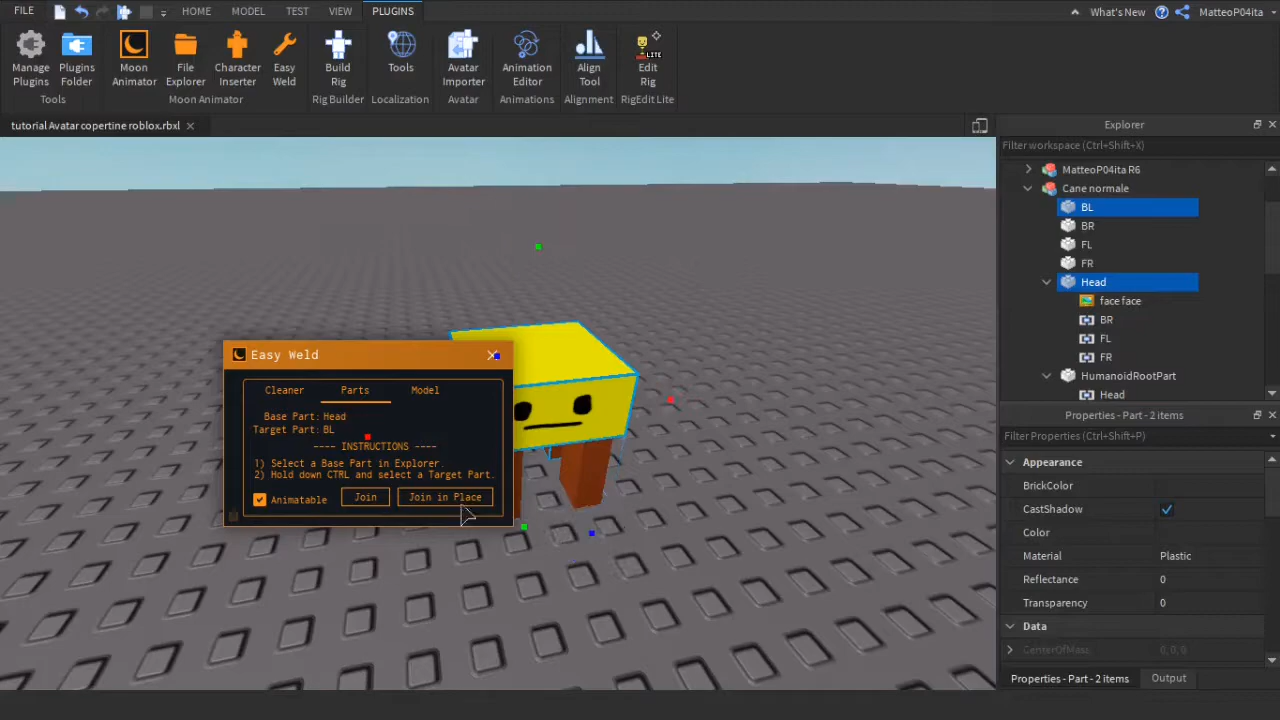 FILE HOME MODEL TEST VIEW PLUGINS What's New MatteoP04ita
Manage Plugins Plugins Folder Moon Animator File Explorer Character Inserter Easy Weld Build Rig Tools Avatar Importer Animation Editor Align Tool LITE Edit Rig
Tools Moon Animator Rig Builder Localization Avatar Animations Alignment RigEdit Lite
tutorial Avatar copertine roblox.rbxl
Explorer
Filter workspace (Ctrl+Shift+X)
MatteoP04ita R6
Cane normale
BL
BR
FL
FR
Head
face face
BR
FL
FR
HumanoidRootPart
Head
Easy Weld
Cleaner Parts Model
Base Part: Head
Target Part: BL
---- INSTRUCTIONS ----
1) Select a Base Part in Explorer.
2) Hold down CTRL and select a Target Part.
Animatable Join Join in Place
Properties - Part - 2 items
Filter Properties (Ctrl+Shift+P)
Appearance
BrickColor
CastShadow
Color
Material Plastic
Reflectance 0
Transparency 0
Data
CenterOfMass 0, 0, 0
Properties - Part - 2 items Output